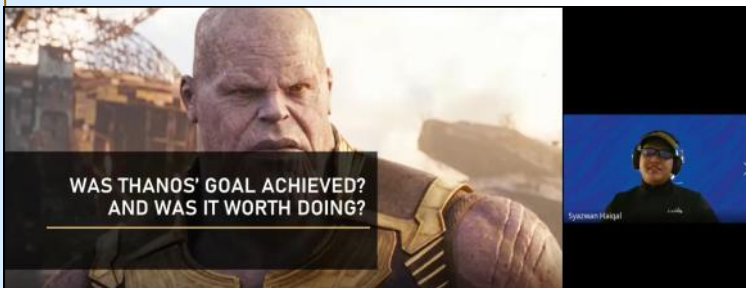 WAS THANOS' GOAL ACHIEVED?
AND WAS IT WORTH DOING?
Syazwan Haiqal